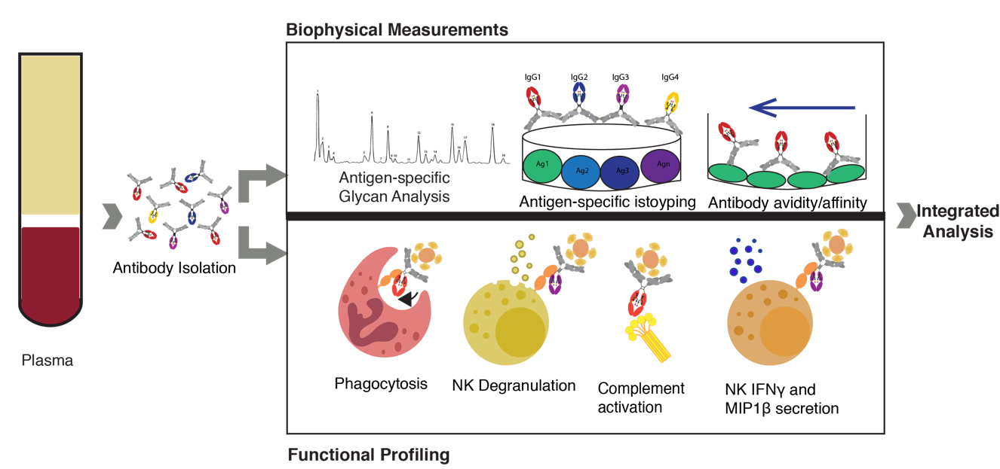 Biophysical Measurements
IgG1
IgG2
IgG3
IgG4
Ag1
Ag2
Ag3
Agn
Antigen-specific
Glycan Analysis
Antigen-specific istoyping
Antibody avidity/affinity
Antibody Isolation
Plasma
Integrated
Analysis
Phagocytosis
NK Degranulation
Complement
activation
NK IFNγ and
MIP1β secretion
Functional Profiling